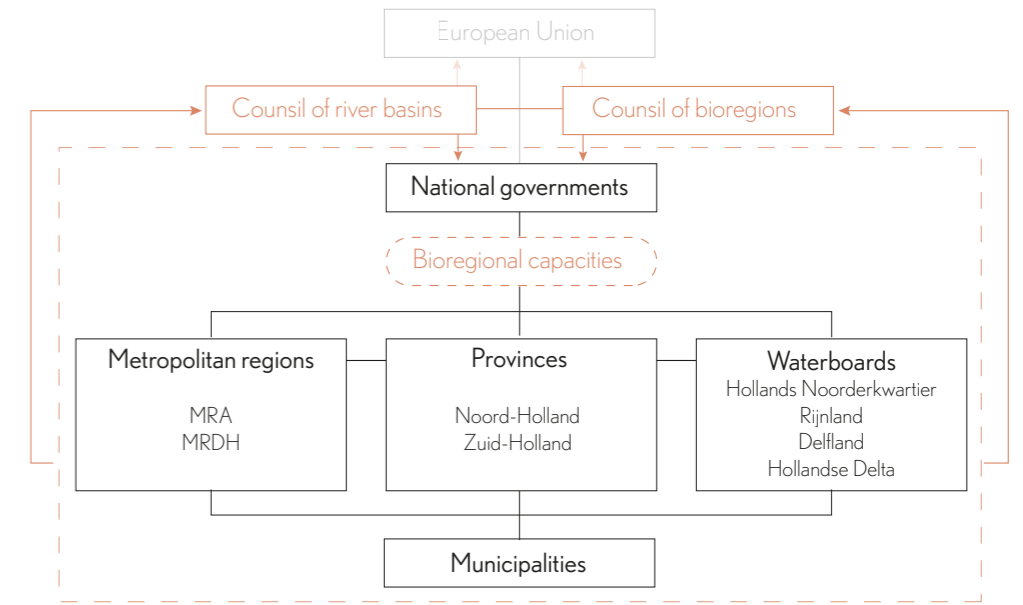 European Union
Counsil of river basins
Counsil of bioregions
National governments
Bioregional capacities
Metropolitan regions
MRA
MRDH
Provinces
Noord-Holland
Zuid-Holland
Waterboards
Hollands Noorderkwartier
Rijnland
Delfland
Hollandse Delta
Municipalities